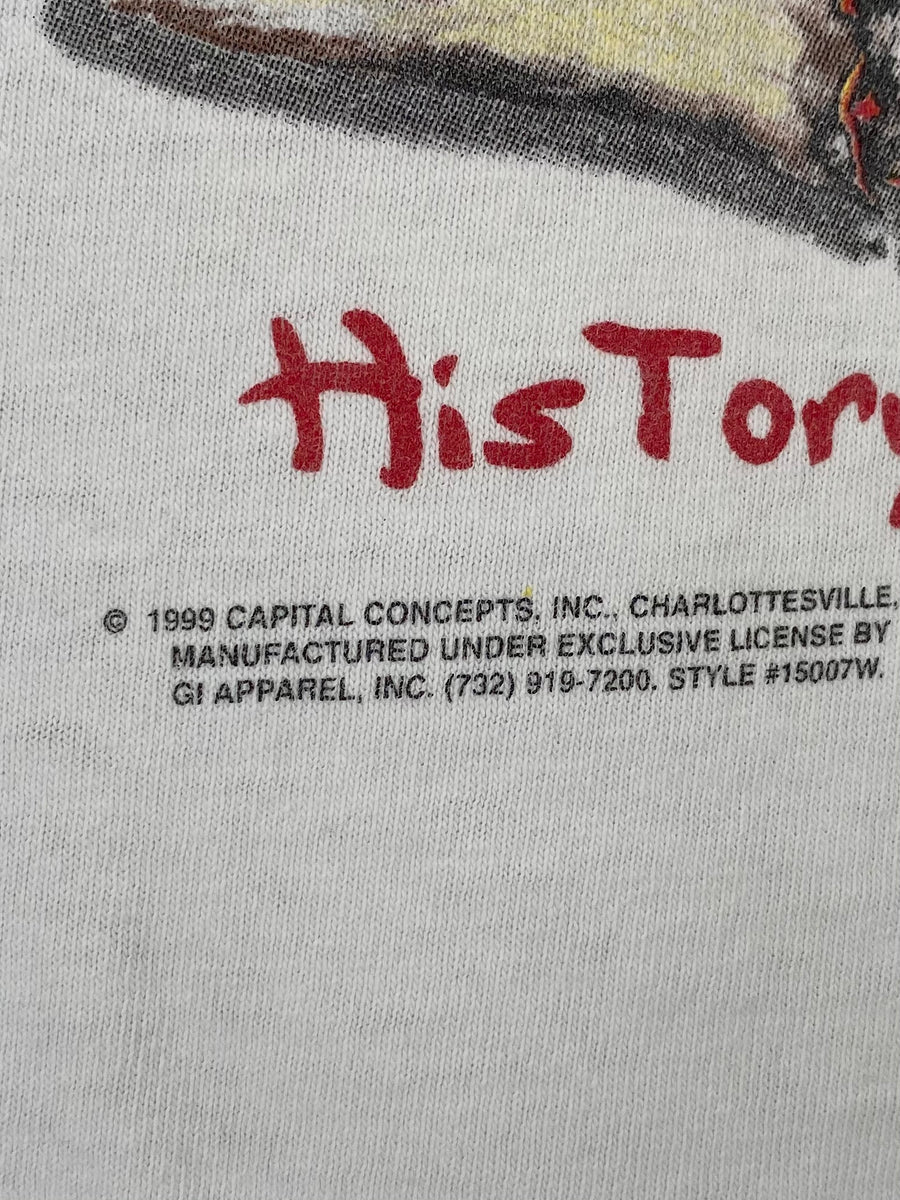 HisTory
© 1999 CAPITAL CONCEPTS, INC., CHARLOTTESVILLE,
MANUFACTURED UNDER EXCLUSIVE LICENSE BY
GI APPAREL, INC. (732) 919-7200. STYLE #15007W.